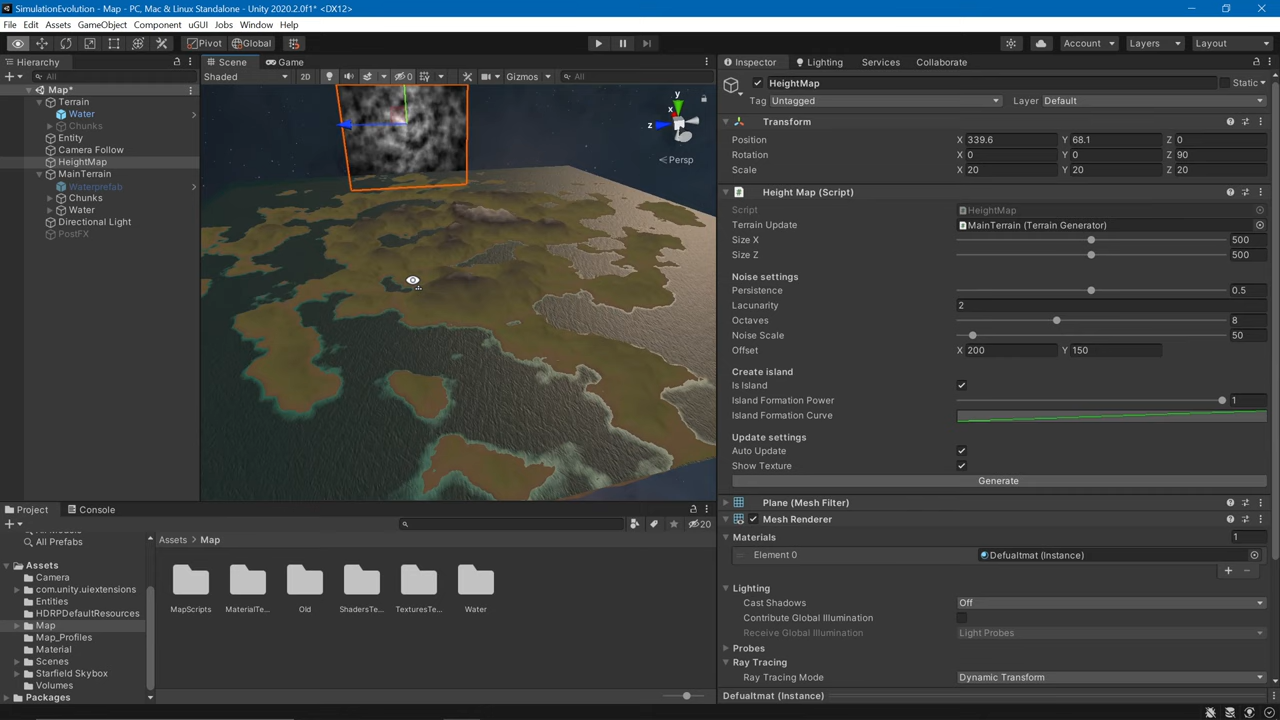 SimulationEvolution - Map - PC, Mac & Linux Standalone - Unity 2020.2.0f1* <DX12>
File Edit Assets GameObject Component uGUI Jobs Window Help
Pivot Global Account Layers Layout
Hierarchy
All
Map*
Terrain
Water
Chunks
Entity
Camera Follow
HeightMap
MainTerrain
Waterprefab
Chunks
Water
Directional Light
PostFX
Scene Game
Shaded 2D 0 Gizmos All
y
x
z
Persp
Inspector Lighting Services Collaborate
HeightMap Static
Tag Untagged Layer Default
Transform
Position X 339.6 Y 68.1 Z 0
Rotation X 0 Y 0 Z 90
Scale X 20 Y 20 Z 20
Height Map (Script)
Script HeightMap
Terrain Update MainTerrain (Terrain Generator)
Size X 500
Size Z 500
Noise settings
Persistence 0.5
Lacunarity 2
Octaves 8
Noise Scale 50
Offset X 200 Y 150
Create island
Is Island
Island Formation Power 1
Island Formation Curve
Update settings
Auto Update
Show Texture
Generate
Plane (Mesh Filter)
Mesh Renderer
Materials 1
Element 0 Defualtmat (Instance)
Lighting
Cast Shadows Off
Contribute Global Illumination
Receive Global Illumination Light Probes
Probes
Ray Tracing
Ray Tracing Mode Dynamic Transform
Defualtmat (Instance)
Project Console
20
All Prefabs
Assets
Camera
com.unity.uiextensions
Entities
HDRPDefaultResources
Map
Map_Profiles
Material
Scenes
Starfield Skybox
Volumes
Packages
Assets Map
MapScripts MaterialTe... Old ShadersTe... TexturesTe... Water